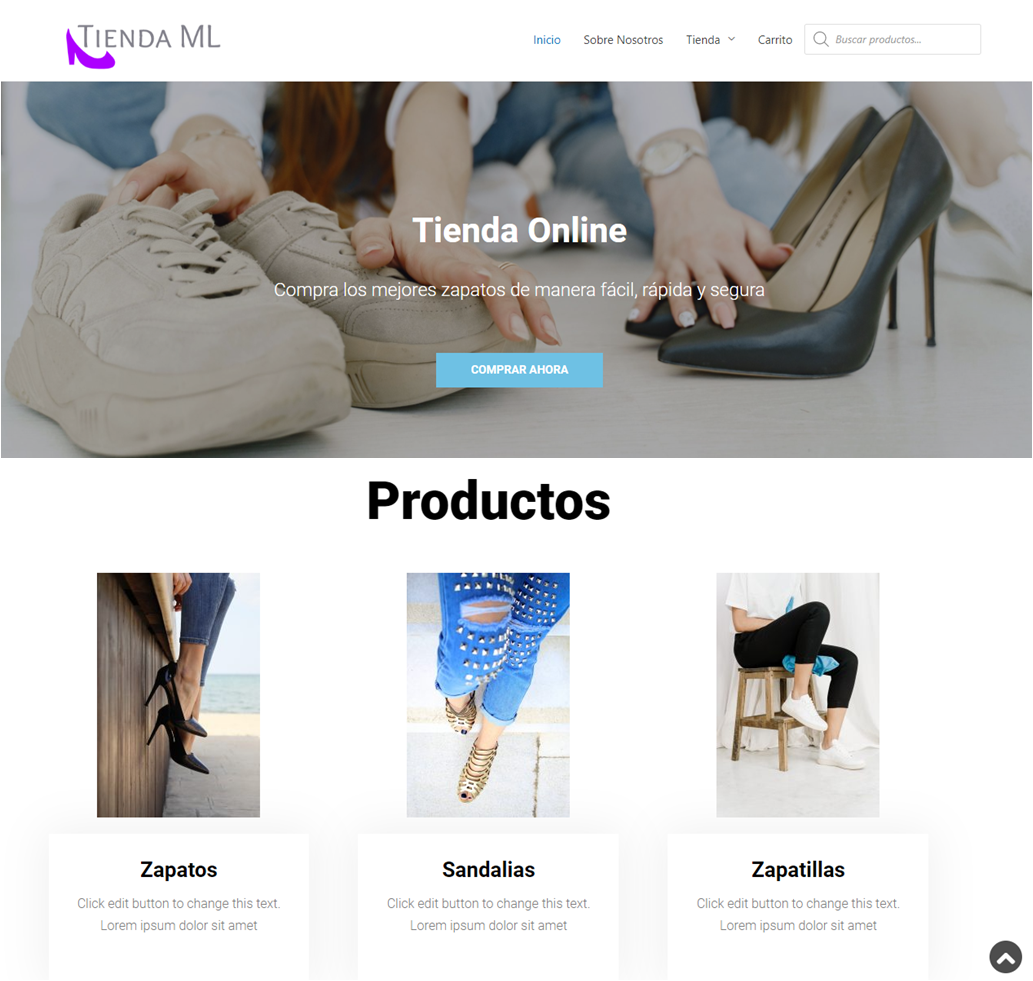 TIENDA ML
Inicio
Sobre Nosotros
Tienda
Carrito
Buscar productos...
Tienda Online
Compra los mejores zapatos de manera fácil, rápida y segura
COMPRAR AHORA
Productos
Zapatos
Click edit button to change this text.
Lorem ipsum dolor sit amet
Sandalias
Click edit button to change this text.
Lorem ipsum dolor sit amet
Zapatillas
Click edit button to change this text.
Lorem ipsum dolor sit amet